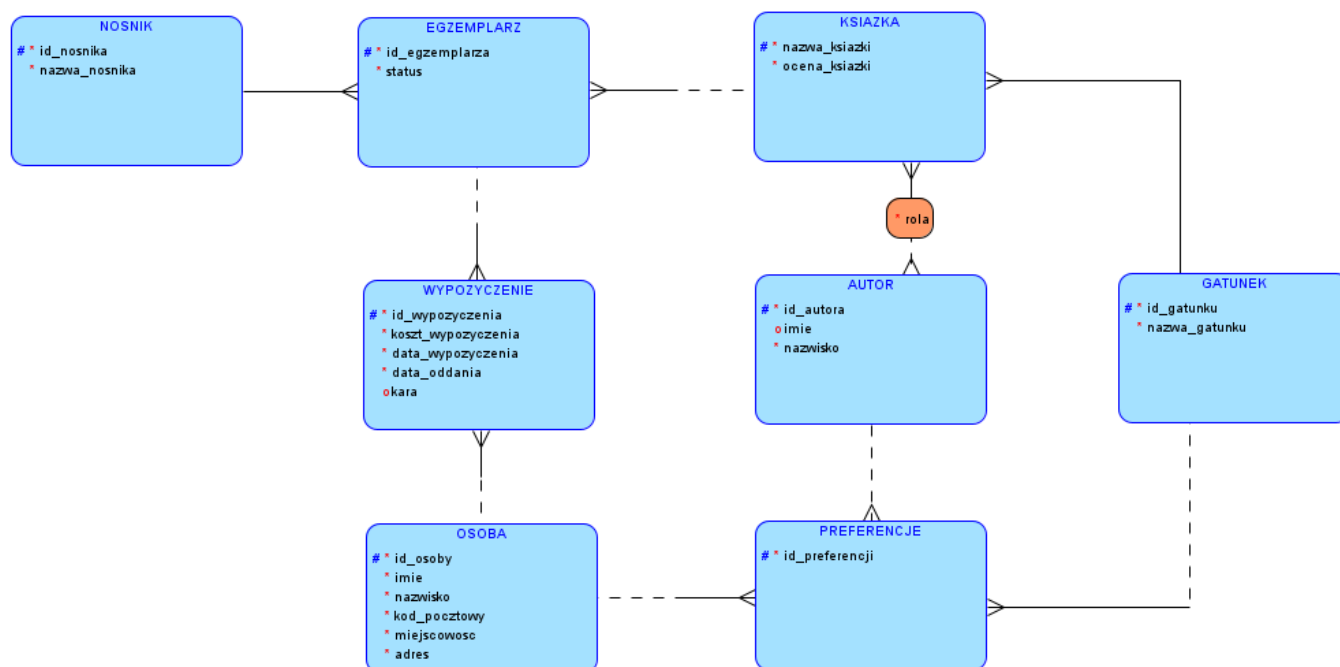 NOSNIK
# * id_nosnika
* nazwa_nosnika
EGZEMPLARZ
# * id_egzemplarza
* status
KSIAZKA
# * nazwa_ksiazki
* ocena_ksiazki
* rola
WYPOZYCZENIE
# * id_wypozyczenia
* koszt_wypozyczenia
* data_wypozyczenia
* data_oddania
o kara
AUTOR
# * id_autora
o imie
* nazwisko
GATUNEK
# * id_gatunku
* nazwa_gatunku
OSOBA
# * id_osoby
* imie
* nazwisko
* kod_pocztowy
* miejscowosc
* adres
PREFERENCJE
# * id_preferencji